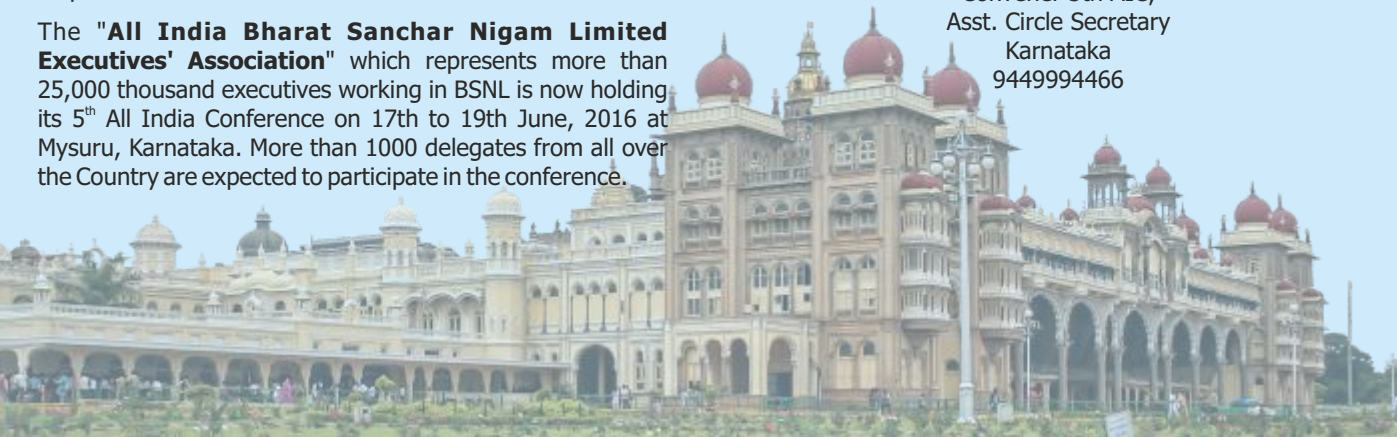 The "All India Bharat Sanchar Nigam Limited
Executives' Association" which represents more than
25,000 thousand executives working in BSNL is now holding
its 5th All India Conference on 17th to 19th June, 2016 at
Mysuru, Karnataka. More than 1000 delegates from all over
the Country are expected to participate in the conference.
Asst. Circle Secretary
Karnataka
9449994466